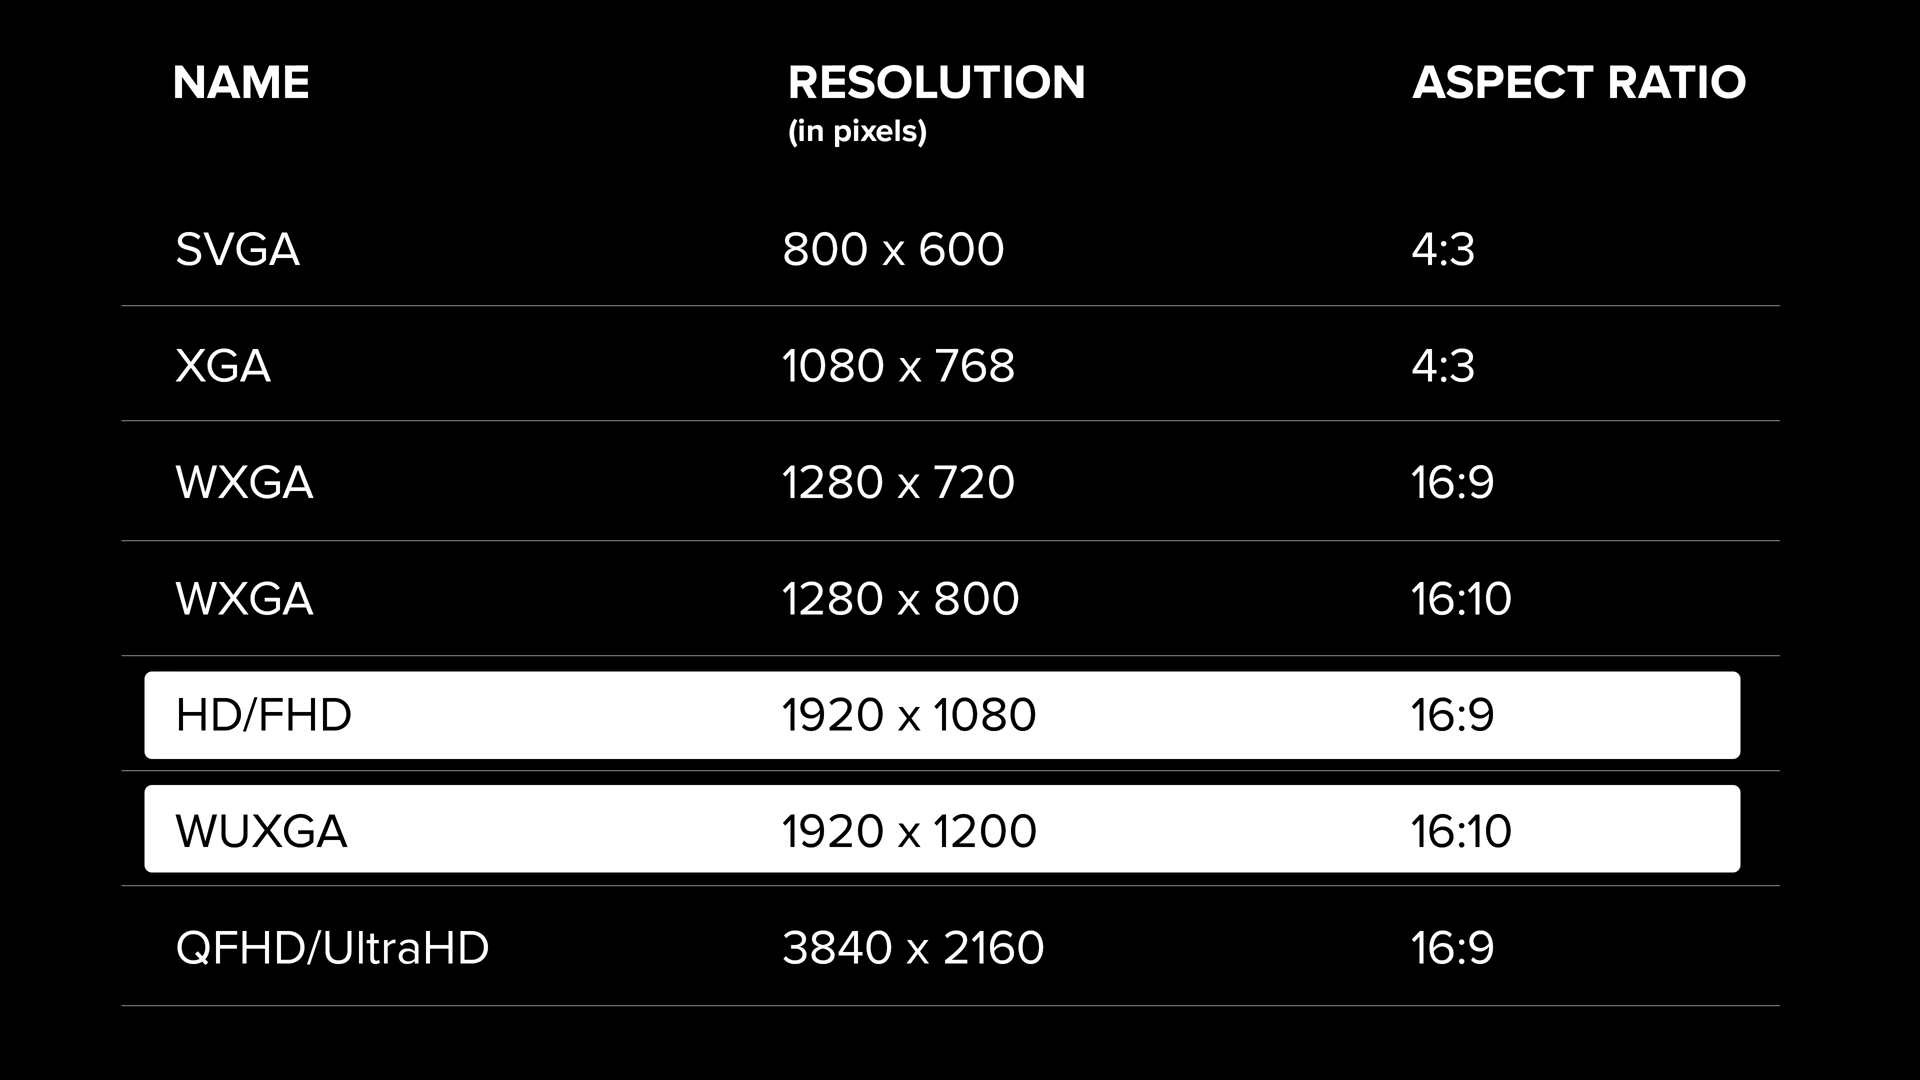 NAME RESOLUTION ASPECT RATIO
(in pixels)
SVGA 800 x 600 4:3
XGA 1080 x 768 4:3
WXGA 1280 x 720 16:9
WXGA 1280 x 800 16:10
HD/FHD 1920 x 1080 16:9
WUXGA 1920 x 1200 16:10
QFHD/UltraHD 3840 x 2160 16:9